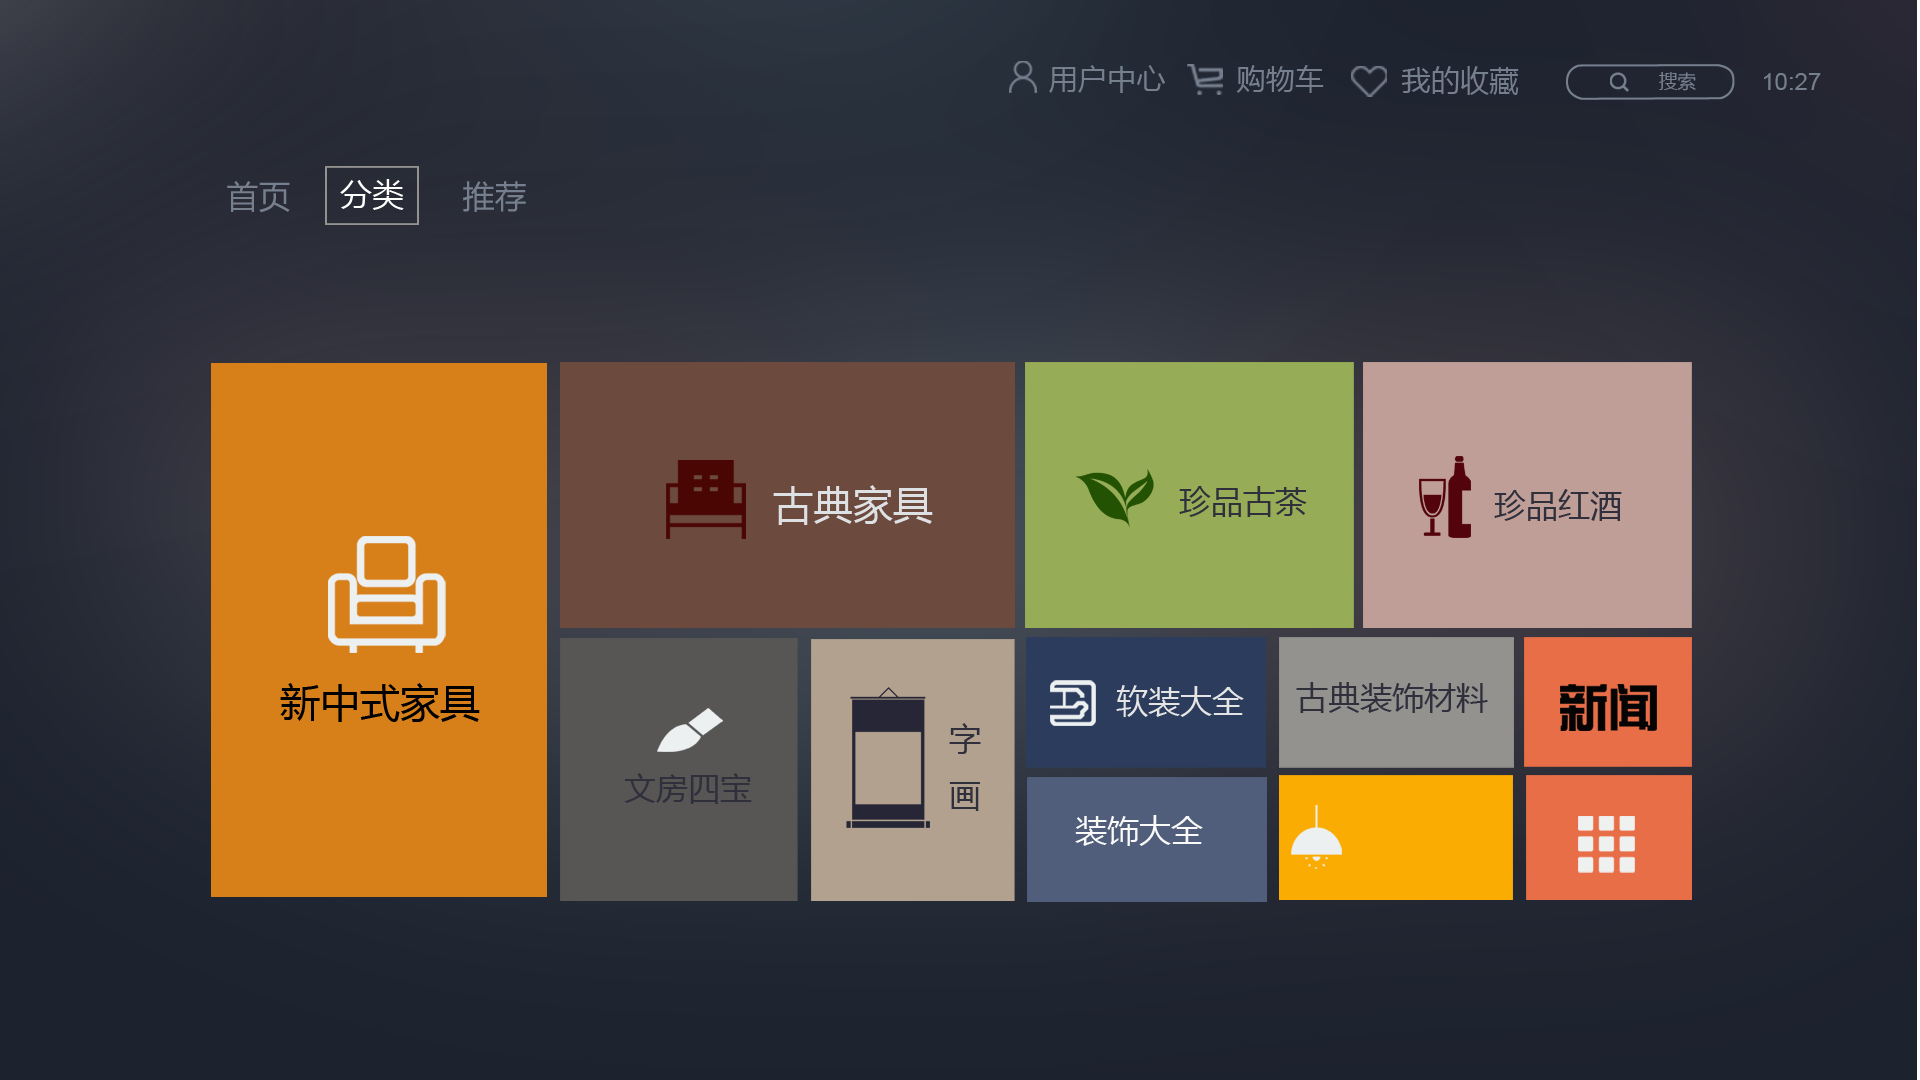 用户中心 购物车 我的收藏 搜索 10:27
首页 分类 推荐
新中式家具
古典家具
珍品古茶
珍品红酒
文房四宝
字
画
软装大全
古典装饰材料
新闻
装饰大全